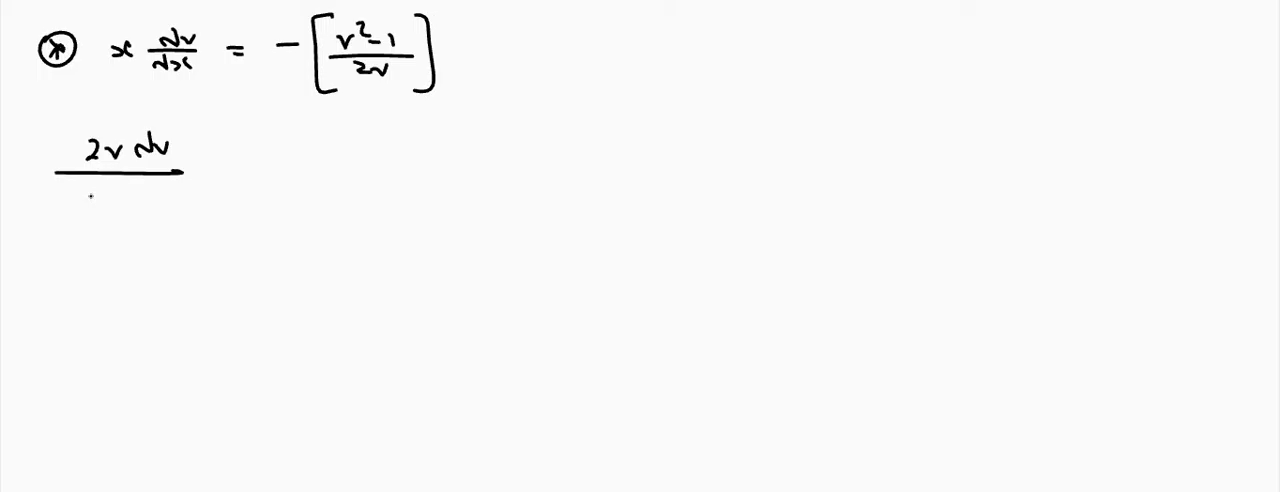 ⊛ x dv/dx = - [ v² - 1 / 2v ]
2v dv